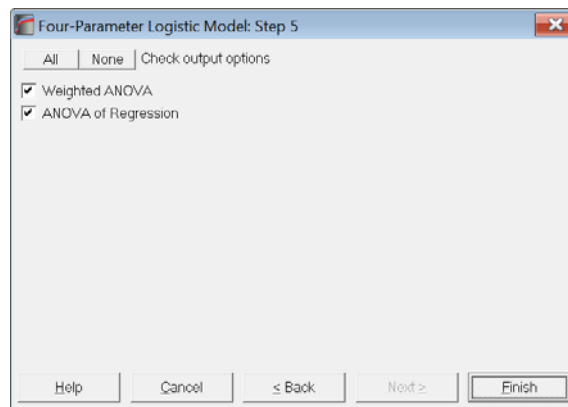 Four-Parameter Logistic Model: Step 5
All None Check output options
Weighted ANOVA
ANOVA of Regression
Help Cancel < Back Next > Finish